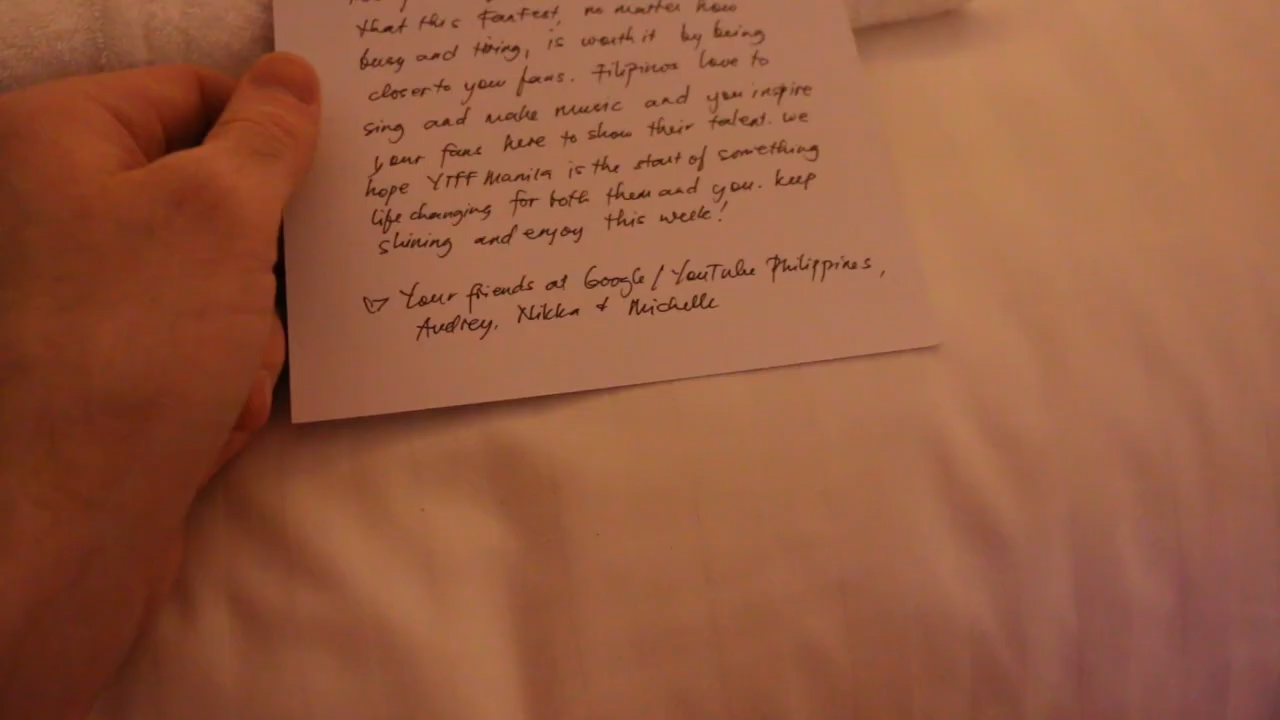 that this FanFest, no matter how
busy and tiring, is worth it by being
closer to your fans. Filipinos love to
sing and make music and you inspire
your fans here to show their talent. we
hope YTFF Manila is the start of something
life changing for both them and you. keep
shining and enjoy this week!
Your friends at Google / YouTube Philippines,
Audrey, Nikka + Michelle